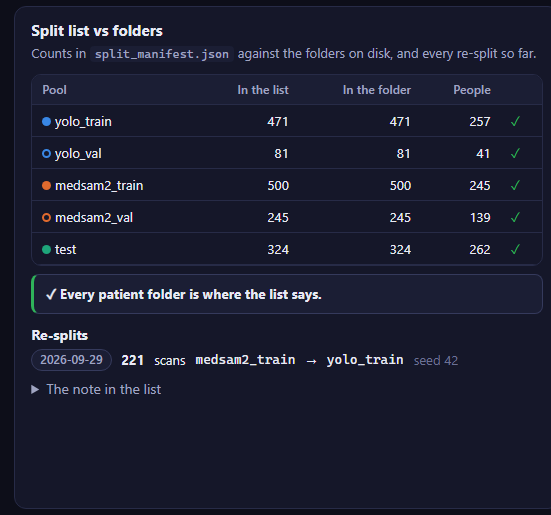 Split list vs folders
Counts in split_manifest.json against the folders on disk, and every re-split so far.
Pool In the list In the folder People
yolo_train 471 471 257 ✓
yolo_val 81 81 41 ✓
medsam2_train 500 500 245 ✓
medsam2_val 245 245 139 ✓
test 324 324 262 ✓
✓ Every patient folder is where the list says.
Re-splits
2026-09-29 221 scans medsam2_train → yolo_train seed 42
▶ The note in the list